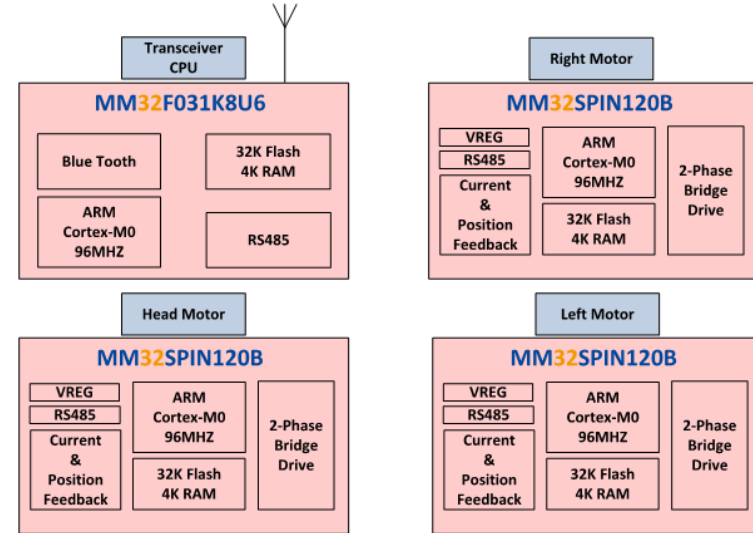 Transceiver
CPU
MM32F031K8U6
Blue Tooth
32K Flash
4K RAM
ARM
Cortex-M0
96MHZ
RS485
Right Motor
MM32SPIN120B
VREG
RS485
Current
&
Position
Feedback
ARM
Cortex-M0
96MHZ
32K Flash
4K RAM
2-Phase
Bridge
Drive
Head Motor
MM32SPIN120B
VREG
RS485
Current
&
Position
Feedback
ARM
Cortex-M0
96MHZ
32K Flash
4K RAM
2-Phase
Bridge
Drive
Left Motor
MM32SPIN120B
VREG
RS485
Current
&
Position
Feedback
ARM
Cortex-M0
96MHZ
32K Flash
4K RAM
2-Phase
Bridge
Drive